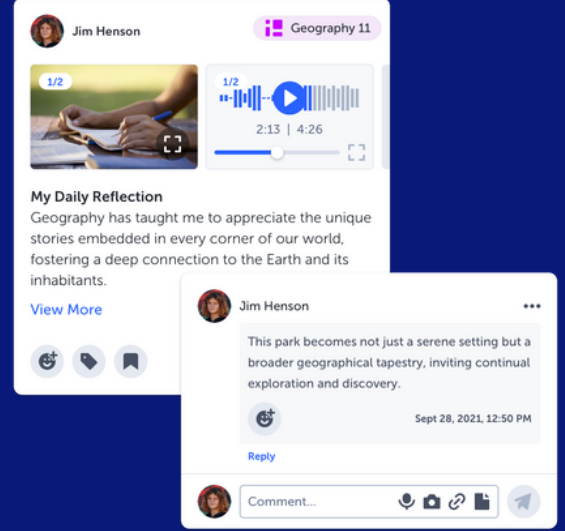 Jim Henson
Geography 11
1/2
1/2
2:13 | 4:26
My Daily Reflection
Geography has taught me to appreciate the unique
stories embedded in every corner of our world,
fostering a deep connection to the Earth and its
inhabitants.
View More
Jim Henson
This park becomes not just a serene setting but a
broader geographical tapestry, inviting continual
exploration and discovery.
Sept 28, 2021, 12:50 PM
Reply
Comment...